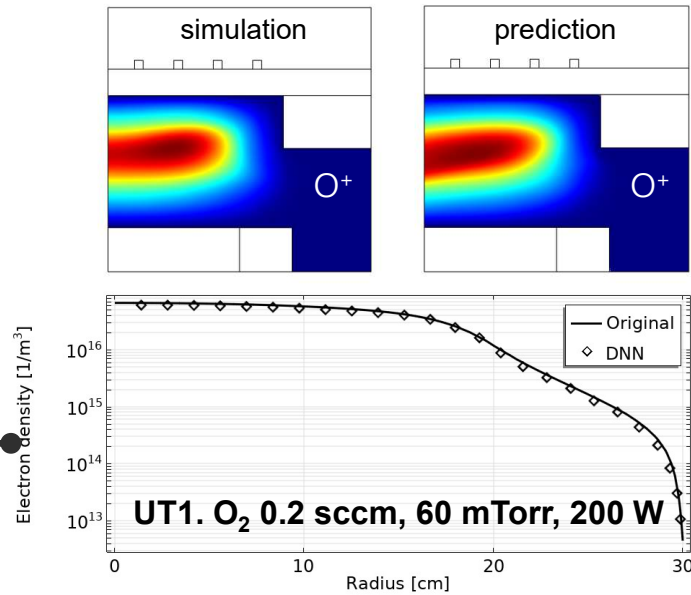 simulation
prediction
O⁺
O⁺
Electron density [1/m³]
10¹⁶
10¹⁵
10¹⁴
10¹³
Original
DNN
UT1. O₂ 0.2 sccm, 60 mTorr, 200 W
0
10
20
30
Radius [cm]